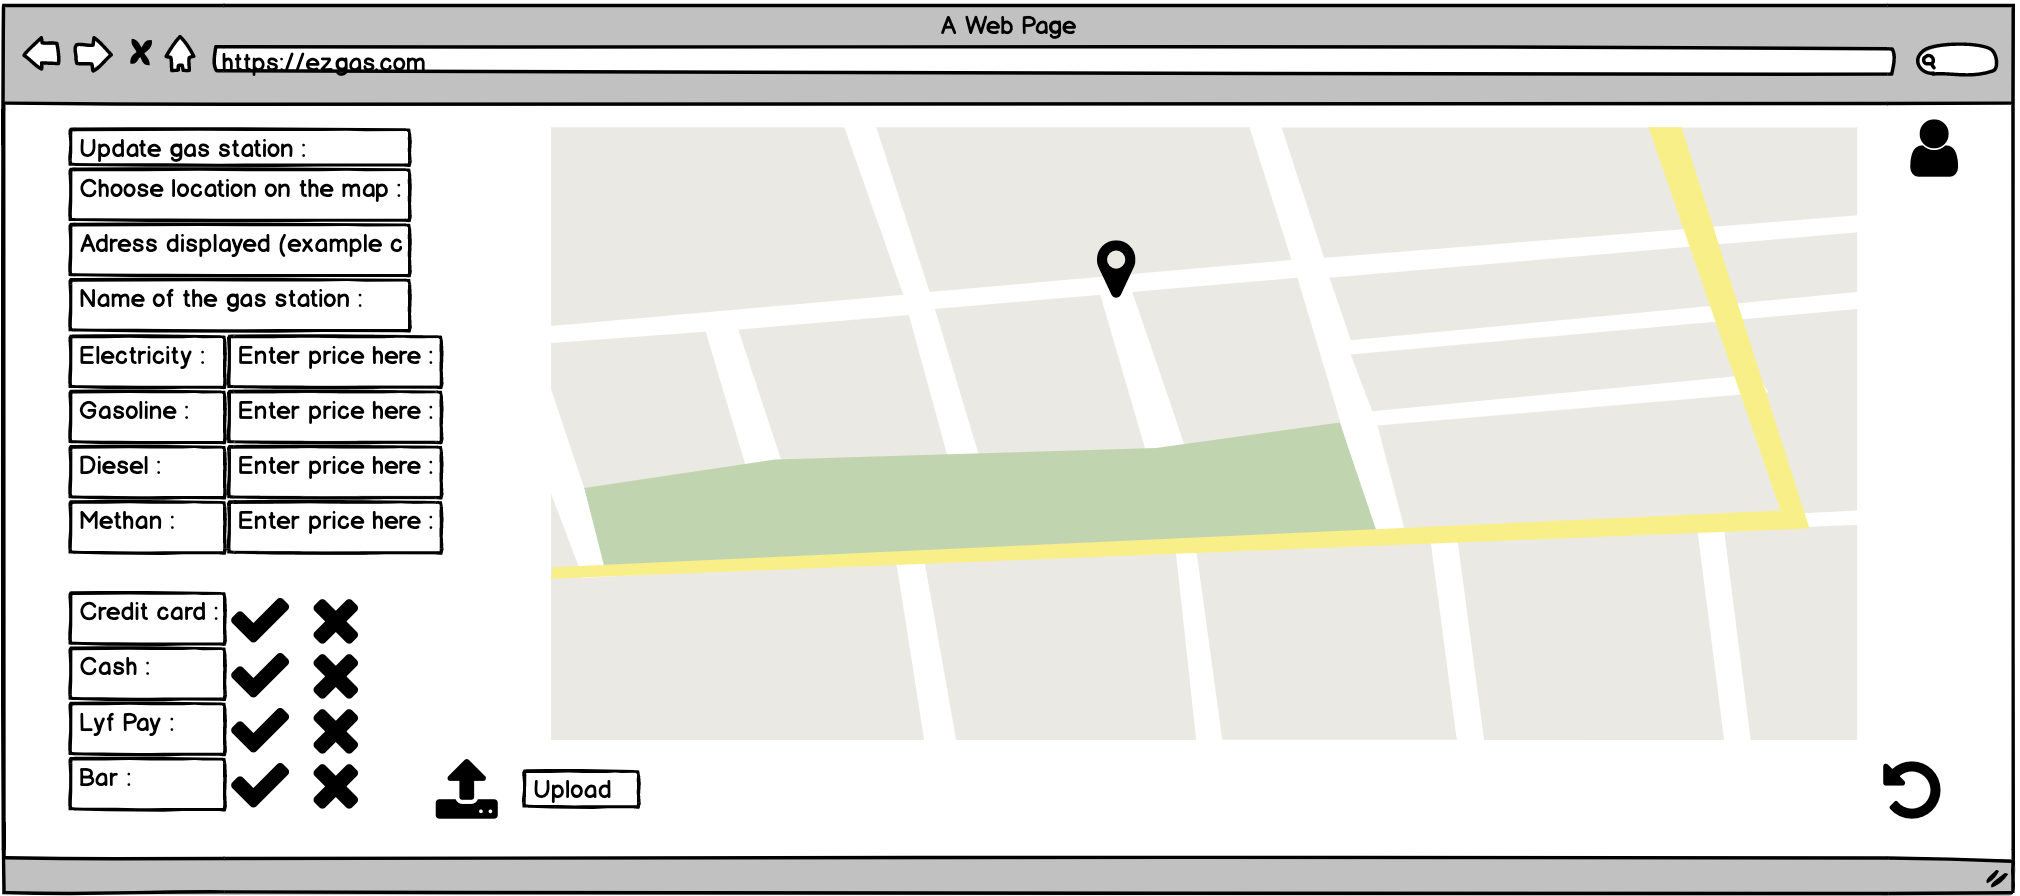 A Web Page
https://ezgas.com
Update gas station :
Choose location on the map :
Adress displayed (example c
Name of the gas station :
Electricity : Enter price here :
Gasoline : Enter price here :
Diesel : Enter price here :
Methan : Enter price here :
Credit card :
Cash :
Lyf Pay :
Bar :
Upload